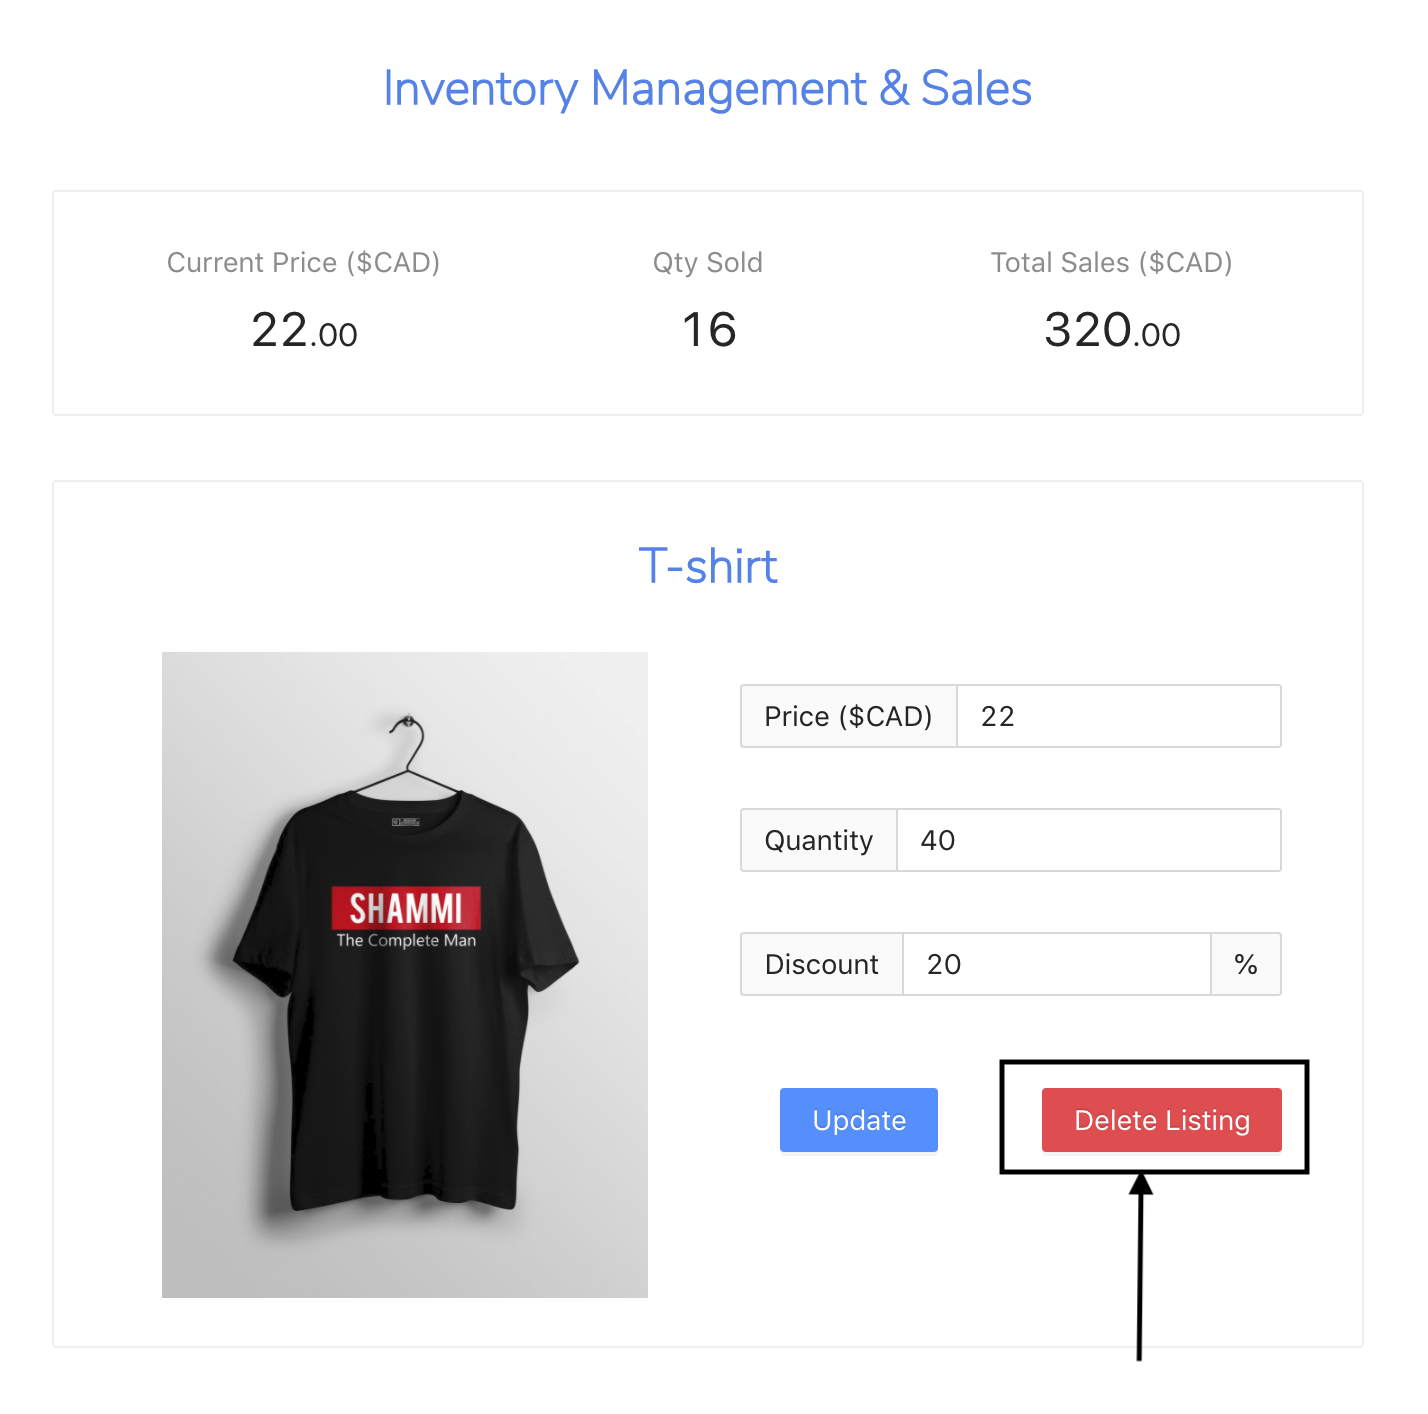 Inventory Management & Sales
Current Price ($CAD) Qty Sold Total Sales ($CAD)
22.00 16 320.00
T-shirt
Price ($CAD) 22
Quantity 40
Discount 20 %
SHAMMI
The Complete Man
Update Delete Listing